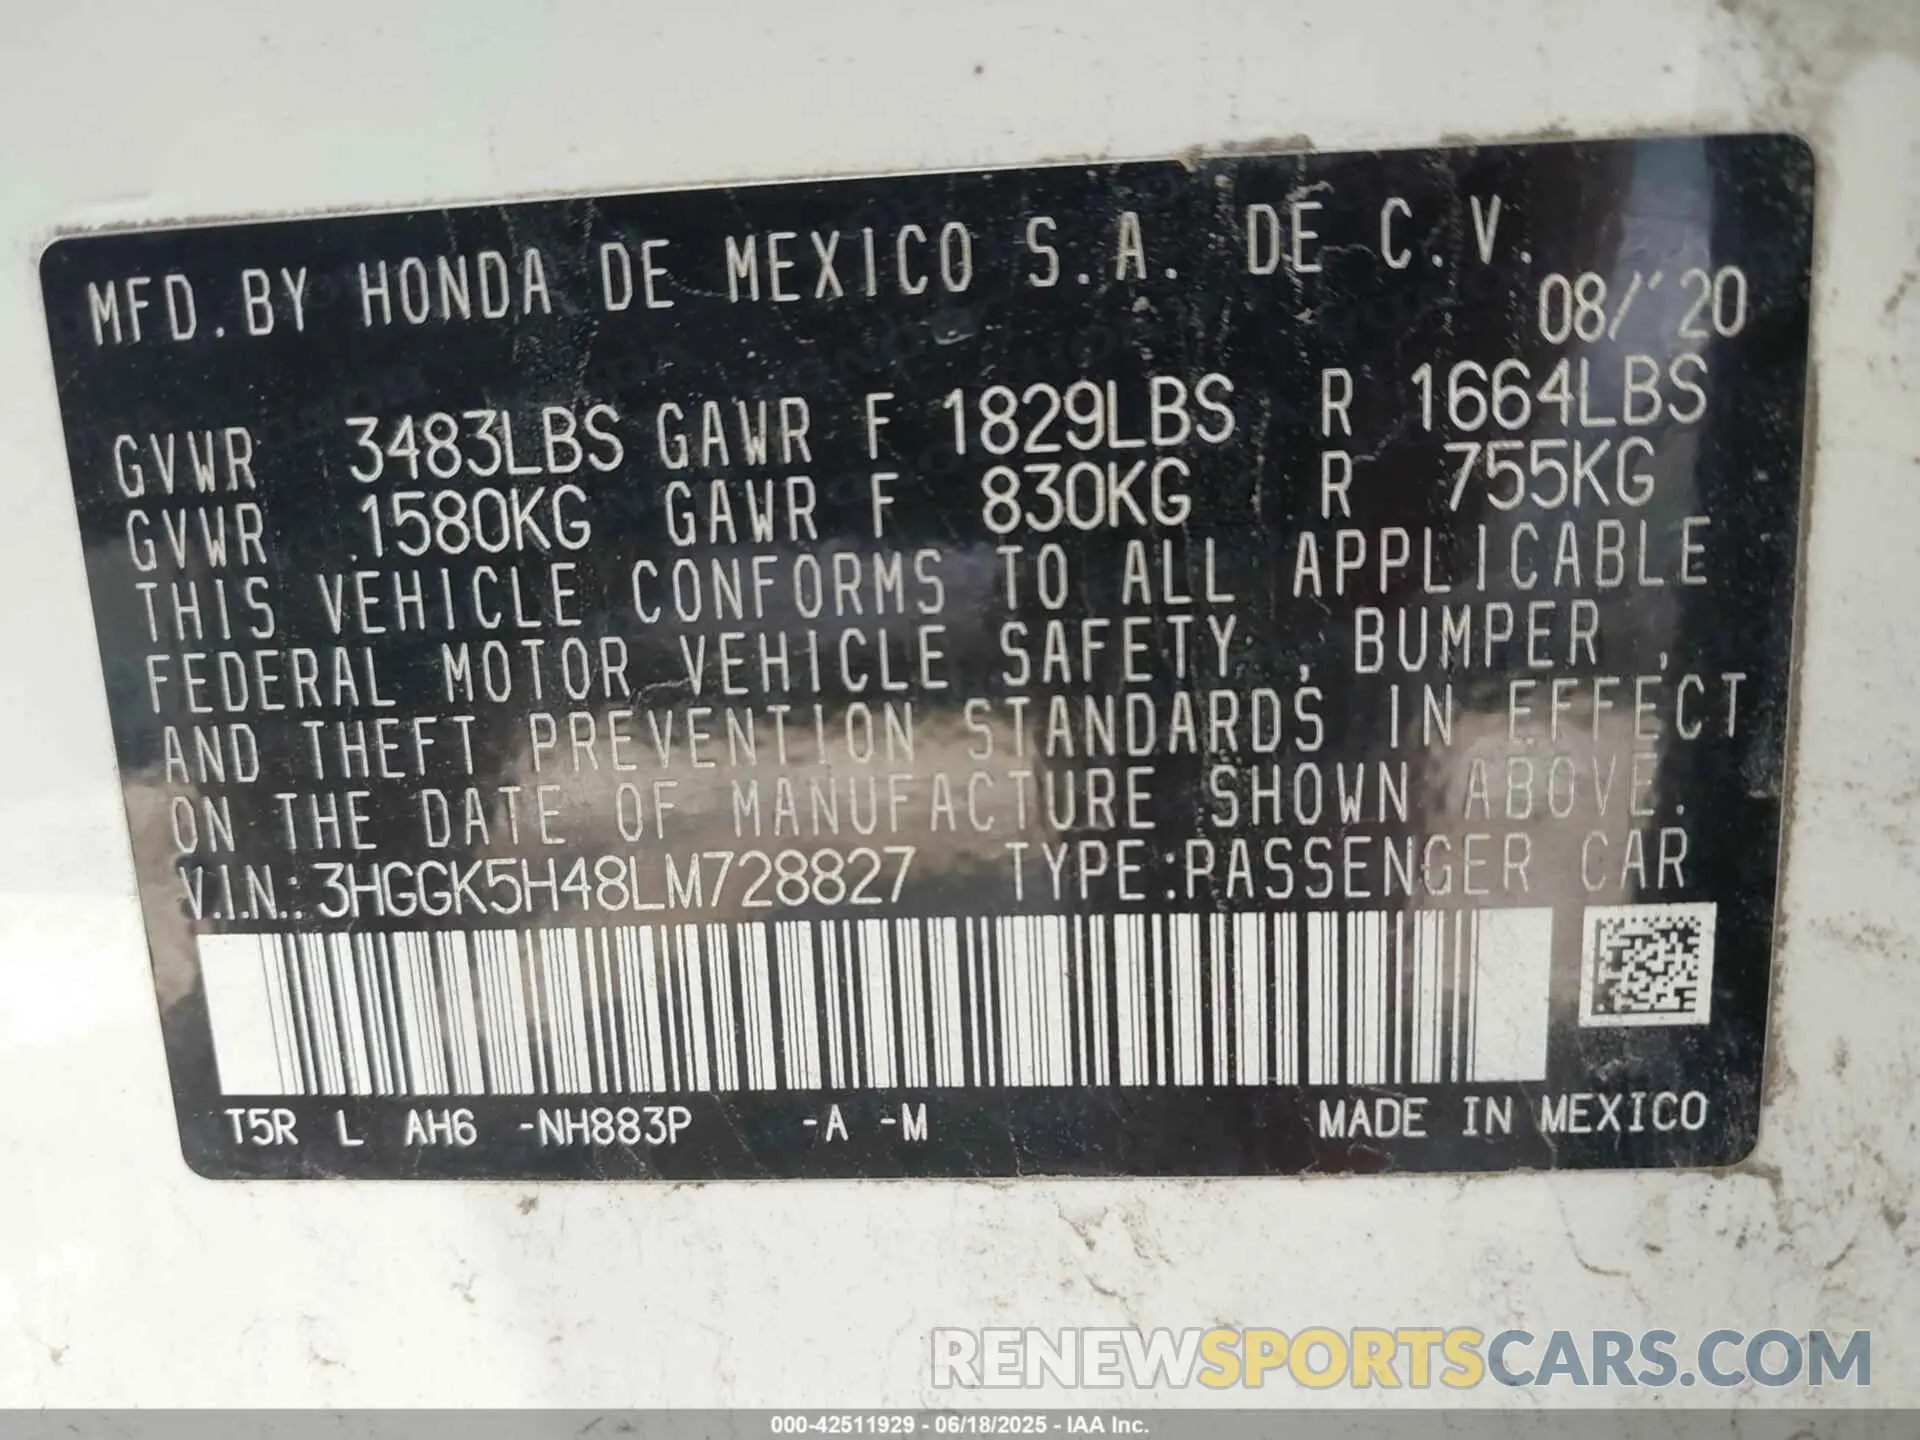 MFD. BY HONDA DE MEXICO S.A. DE C.V.
08/'20
GVWR 3483LBS GAWR F 1829LBS R 1664LBS
GVWR 1580KG GAWR F 830KG R 755KG
THIS VEHICLE CONFORMS TO ALL APPLICABLE
FEDERAL MOTOR VEHICLE SAFETY , BUMPER ,
AND THEFT PREVENTION STANDARDS IN EFFECT
ON THE DATE OF MANUFACTURE SHOWN ABOVE.
V.I.N.: 3HGGK5H48LM728827 TYPE:PASSENGER CAR
T5R L AH6 -NH883P -A -M MADE IN MEXICO
RENEWSPORTSCARS.COM
000-42511929 - 06/18/2025 - IAA Inc.